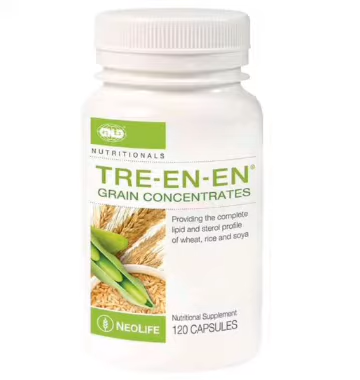 GNLD
NUTRITIONALS
TRE-EN-EN®
GRAIN CONCENTRATES
Providing the complete
lipid and sterol profile
of wheat, rice and soya
NEOLIFE
Nutritional Supplement
120 CAPSULES